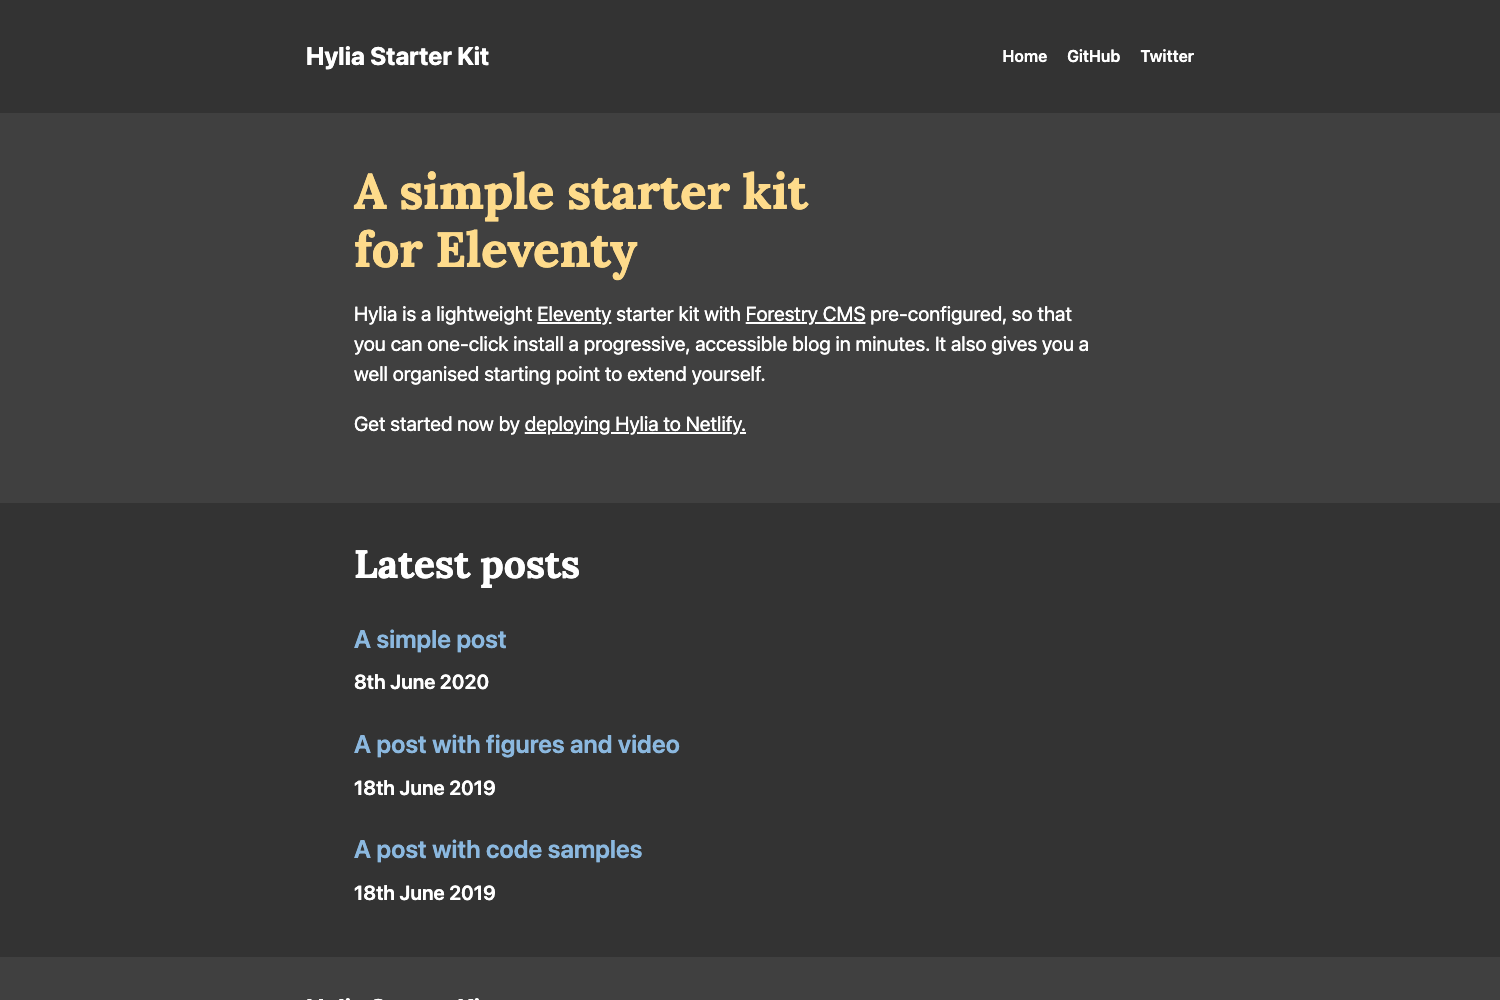 Hylia Starter Kit
Home GitHub Twitter
A simple starter kit
for Eleventy
Hylia is a lightweight Eleventy starter kit with Forestry CMS pre-configured, so that
you can one-click install a progressive, accessible blog in minutes. It also gives you a
well organised starting point to extend yourself.
Get started now by deploying Hylia to Netlify.
Latest posts
A simple post
8th June 2020
A post with figures and video
18th June 2019
A post with code samples
18th June 2019